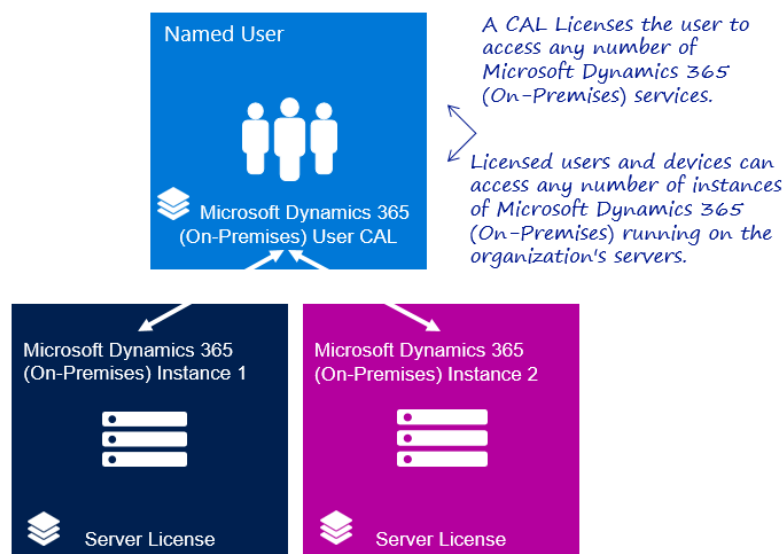 Named User
Microsoft Dynamics 365
(On-Premises) User CAL
A CAL Licenses the user to
access any number of
Microsoft Dynamics 365
(On-Premises) services.
Licensed users and devices can
access any number of instances
of Microsoft Dynamics 365
(On-Premises) running on the
organization's servers.
Microsoft Dynamics 365
(On-Premises) Instance 1
Server License
Microsoft Dynamics 365
(On-Premises) Instance 2
Server License